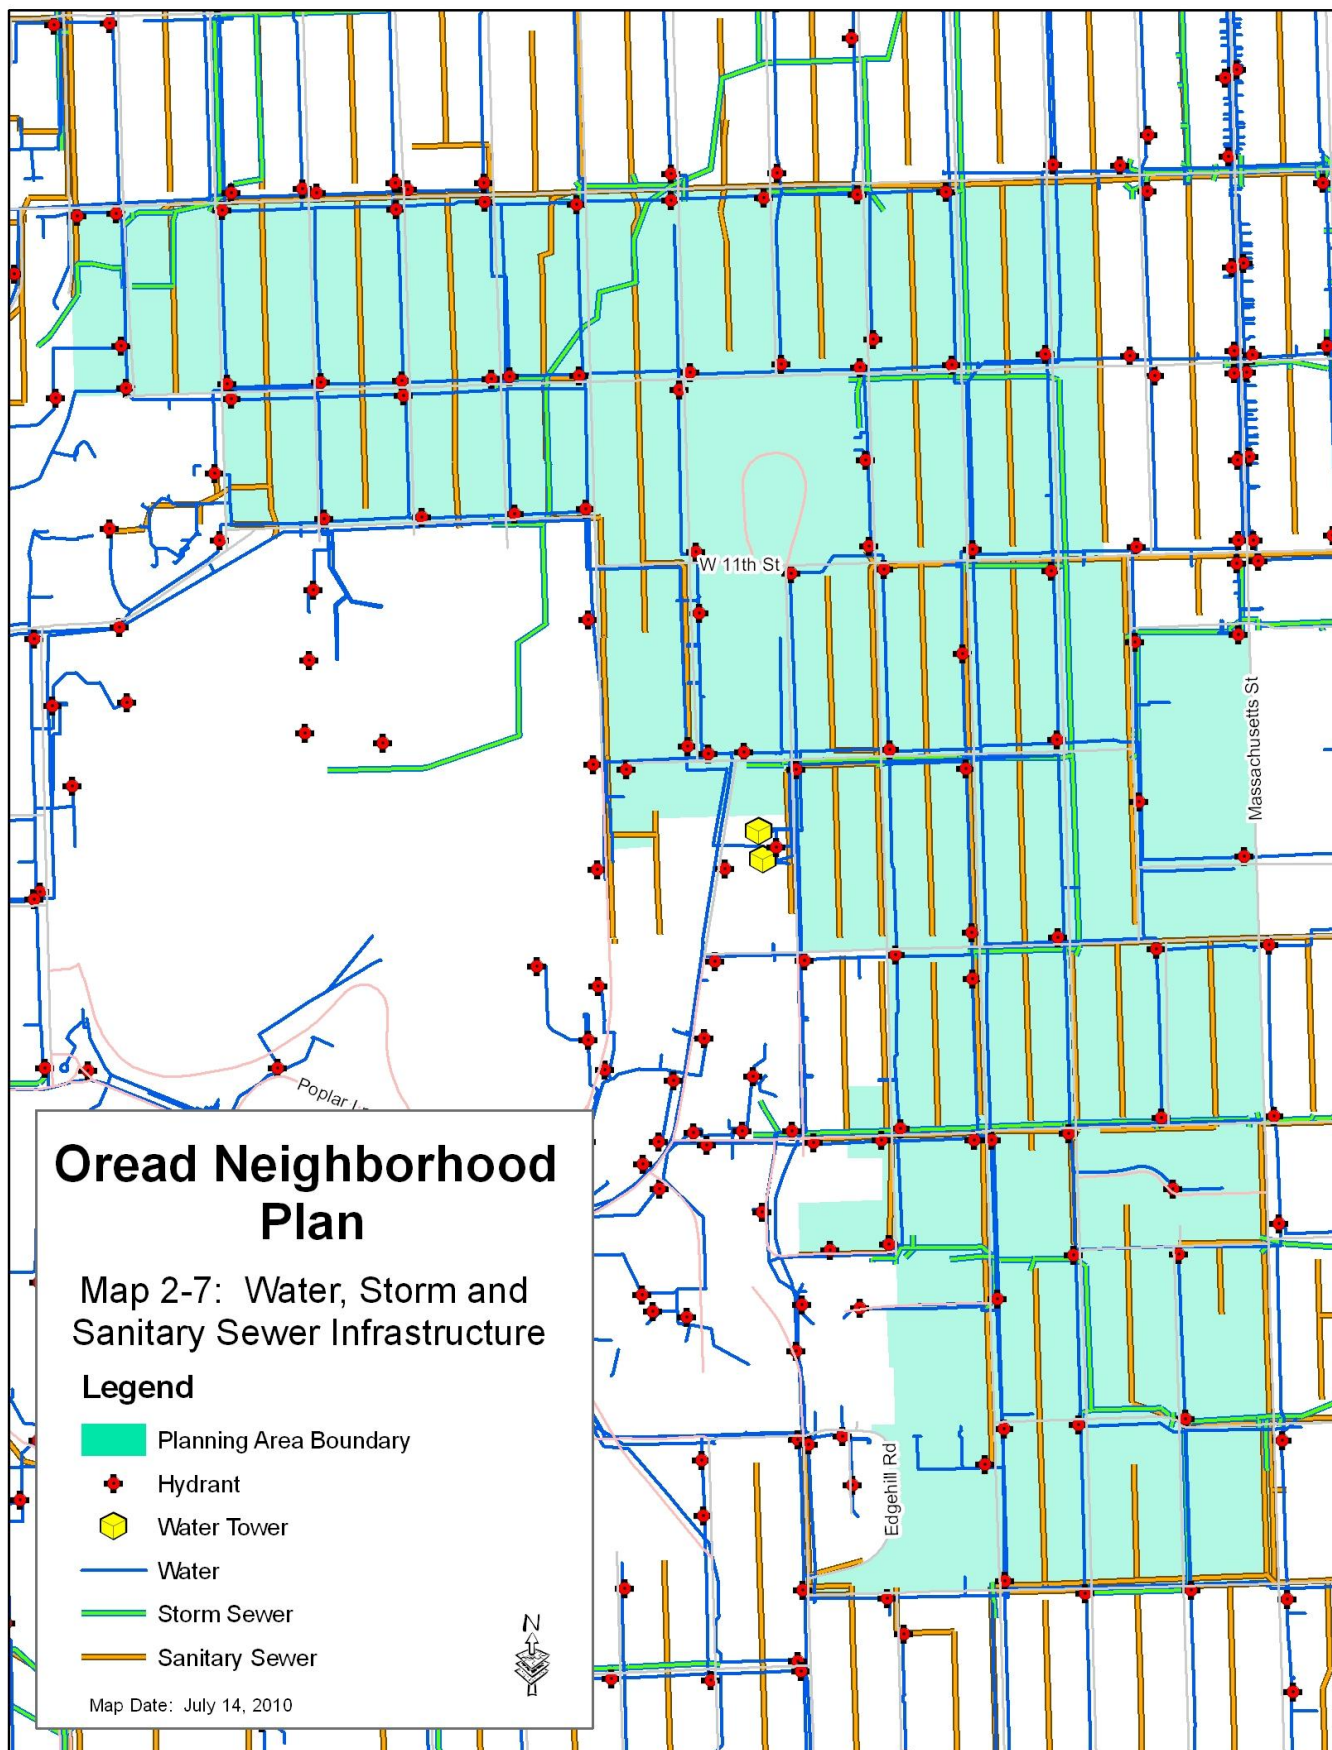 W 11th St
Massachusetts St
Poplar
Edgehill Rd
Oread Neighborhood
Plan
Map 2-7: Water, Storm and
Sanitary Sewer Infrastructure
Legend
Planning Area Boundary
Hydrant
Water Tower
Water
Storm Sewer
Sanitary Sewer
N
Map Date: July 14, 2010